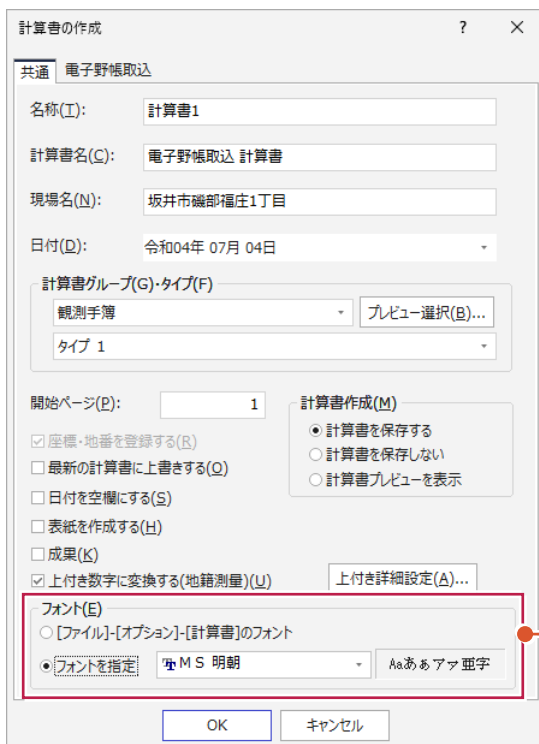 計算書の作成 ?
共通 電子野帳取込
名称(T): 計算書1
計算書名(C): 電子野帳取込 計算書
現場名(N): 坂井市磯部福庄1丁目
日付(D): 令和04年 07月 04日
計算書グループ(G)・タイプ(F)
観測手簿 プレビュー選択(B)...
タイプ 1
開始ページ(P): 1
計算書作成(M)
計算書を保存する
計算書を保存しない
計算書プレビューを表示
座標・地番を登録する(R)
最新の計算書に上書きする(O)
日付を空欄にする(S)
表紙を作成する(H)
成果(K)
上付き数字に変換する(地籍測量)(U) 上付き詳細設定(A)...
フォント(E)
[ファイル]-[オプション]-[計算書]のフォント
フォントを指定 MS 明朝 Aaあぁアァ亜字
OK キャンセル